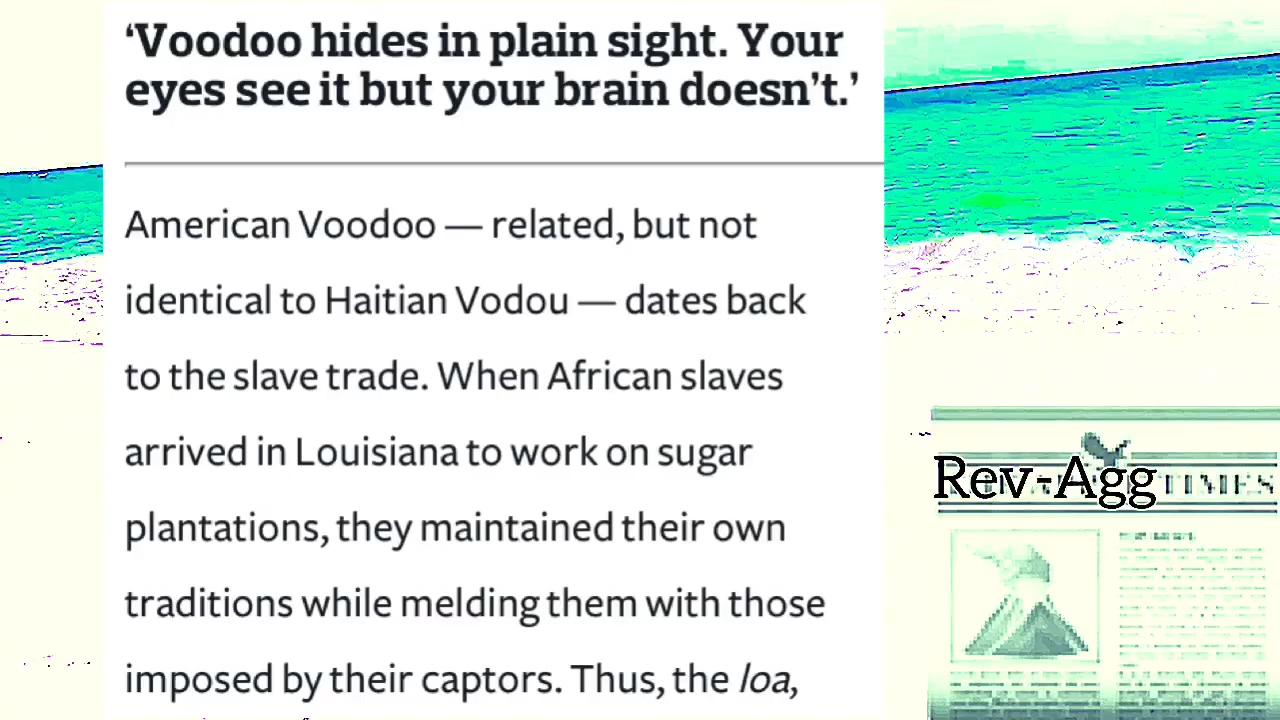 ‘Voodoo hides in plain sight. Your
eyes see it but your brain doesn’t.’
American Voodoo — related, but not
identical to Haitian Vodou — dates back
to the slave trade. When African slaves
arrived in Louisiana to work on sugar
plantations, they maintained their own
traditions while melding them with those
imposed by their captors. Thus, the loa,
Rev-Agg
TIMES